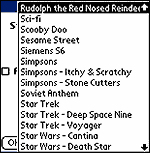 Rudolph the Red Nosed Reinder
Sci-fi
Scooby Doo
Sesame Street
Siemens S6
Simpsons
Simpsons - Itchy & Scratchy
Simpsons - Stone Cutters
Soviet Anthem
Star Trek
Star Trek - Deep Space Nine
Star Trek - Voyager
Star Wars - Cantina
Star Wars - Death Star